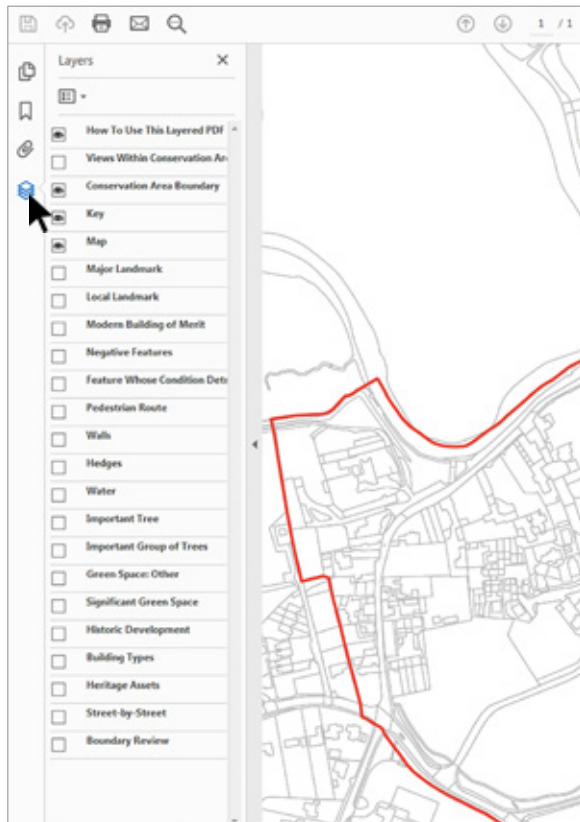 1 / 1
Layers
How To Use This Layered PDF
Views Within Conservation Are
Conservation Area Boundary
Key
Map
Major Landmark
Local Landmark
Modern Building of Merit
Negative Features
Feature Whose Condition Detr
Pedestrian Route
Walls
Hedges
Water
Important Tree
Important Group of Trees
Green Space: Other
Significant Green Space
Historic Development
Building Types
Heritage Assets
Street-by-Street
Boundary Review